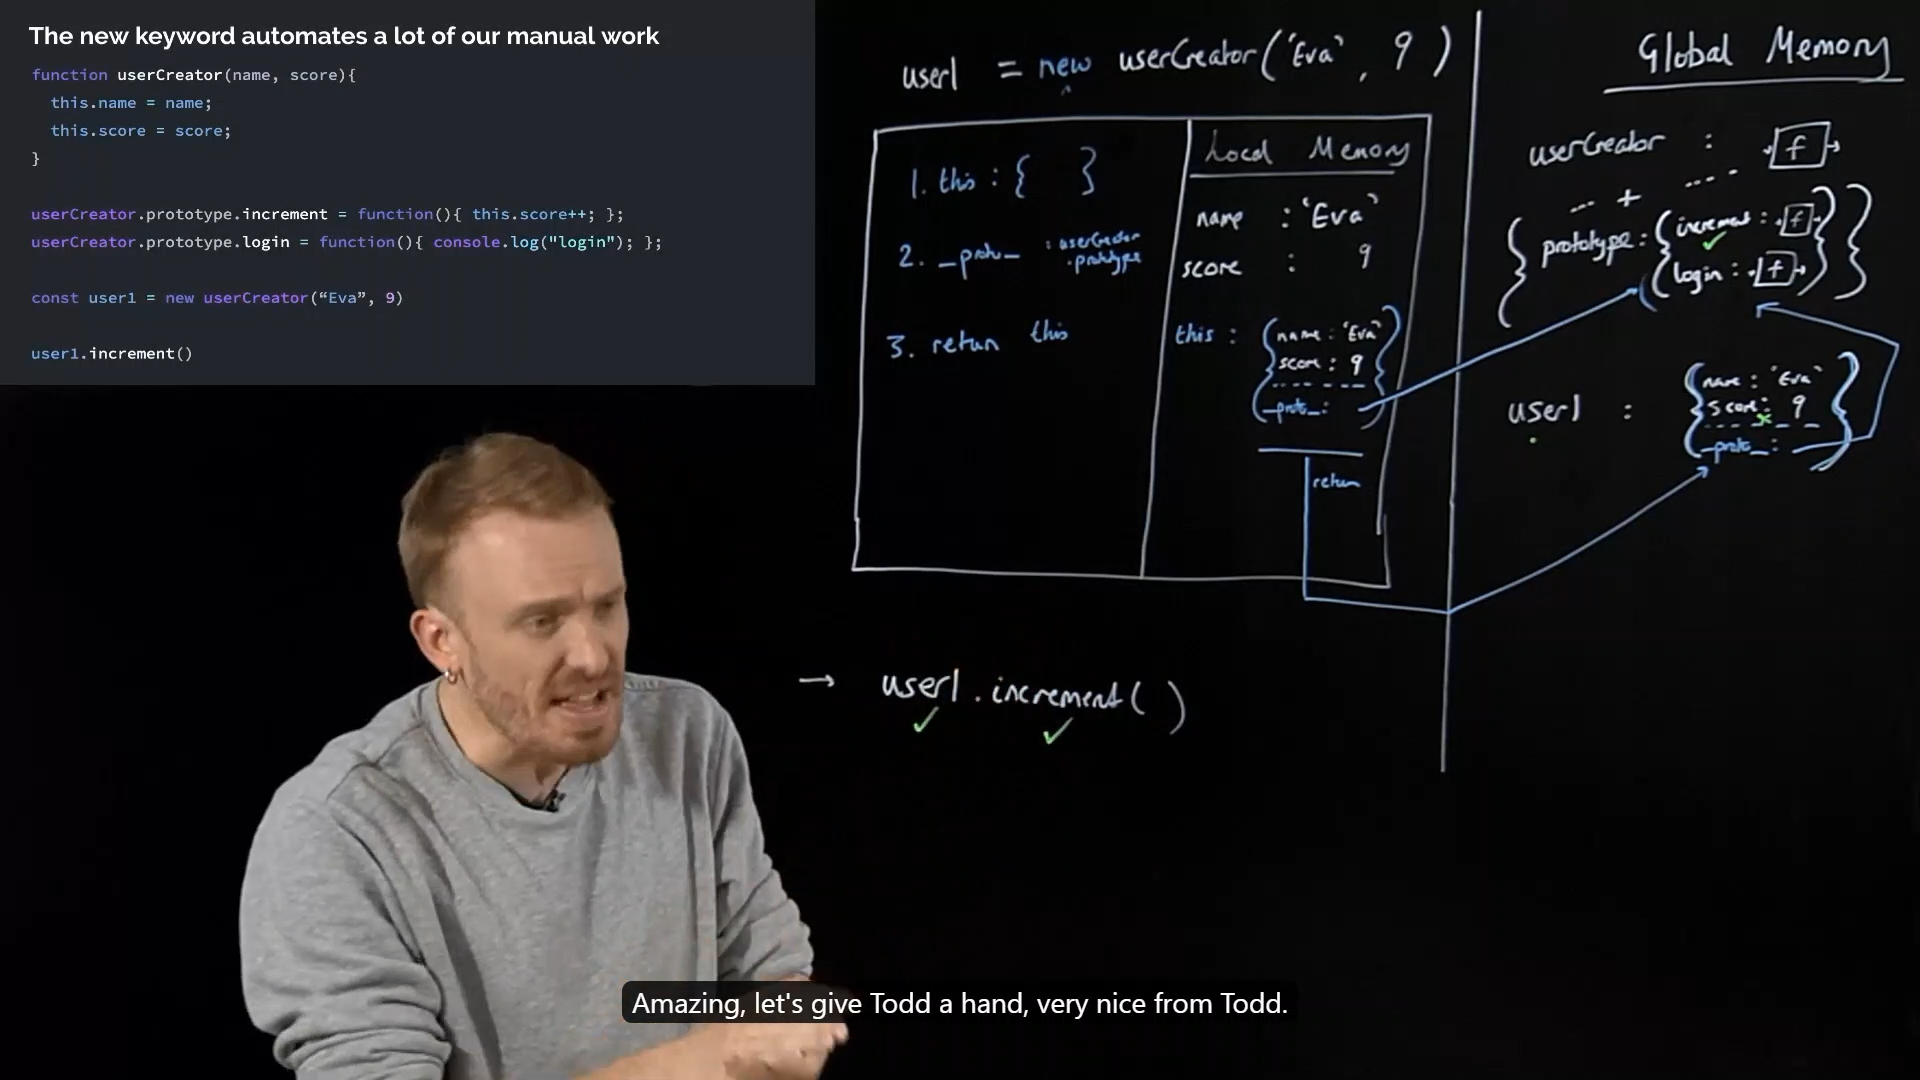 The new keyword automates a lot of our manual work
function userCreator(name, score){
this.name = name;
this.score = score;
}
userCreator.prototype.increment = function(){ this.score++; };
userCreator.prototype.login = function(){ console.log("login"); };
const user1 = new userCreator(“Eva”, 9)
user1.increment()
user1 = new userCreator('Eva', 9)
1. this : { }
2. _proto_ : userCreator
.prototype
3. return this
Local Memory
name : 'Eva'
score : 9
this : { name : 'Eva'
score : 9
_proto_ : }
return
Global Memory
userCreator : f
+
{ prototype : { increment : f
login : f } }
user1 : { name : 'Eva'
score : 9
_proto_ : }
→ user1.increment( )
Amazing, let's give Todd a hand, very nice from Todd.